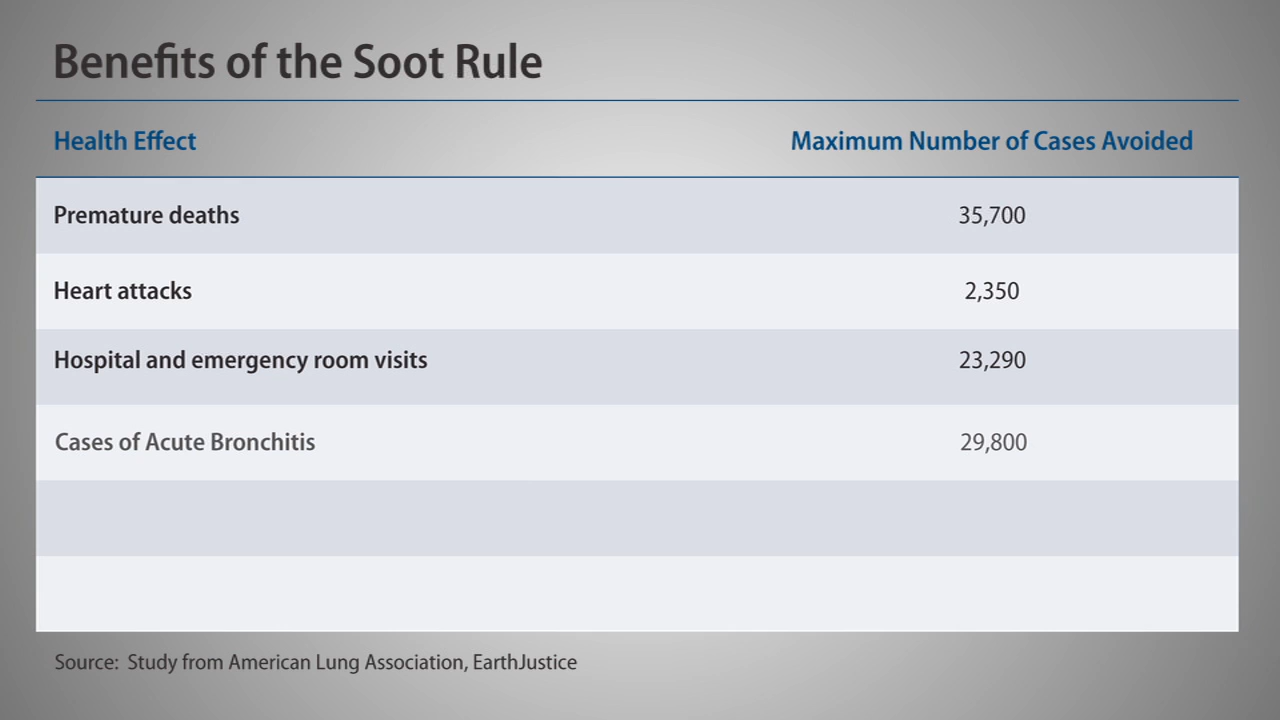 Benefits of the Soot Rule
Health Effect Maximum Number of Cases Avoided
Premature deaths 35,700
Heart attacks 2,350
Hospital and emergency room visits 23,290
Cases of Acute Bronchitis 29,800
Source: Study from American Lung Association, EarthJustice